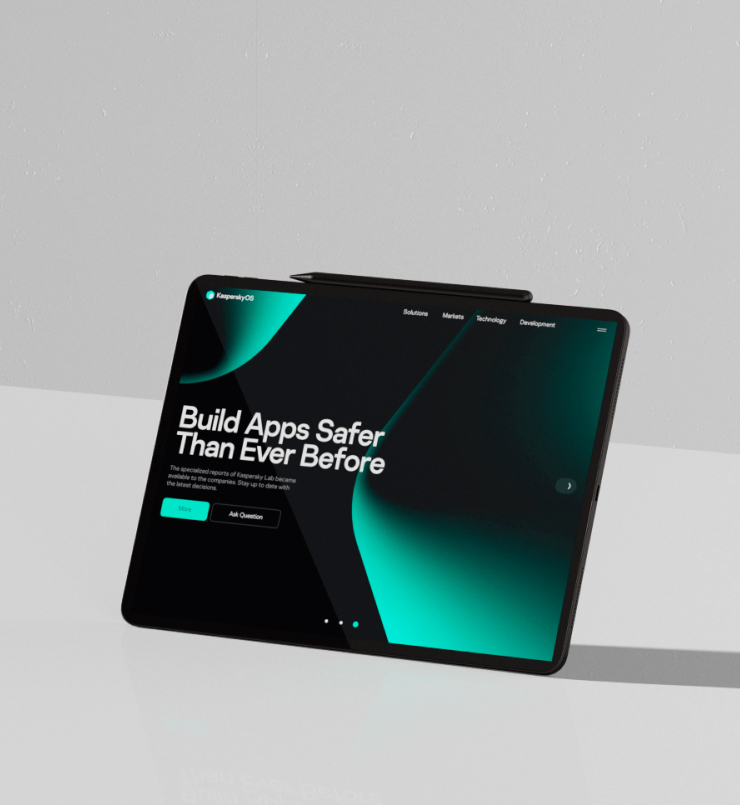 KasperskyOS
Solutions Markets Technology Development
Build Apps Safer
Than Ever Before
The specialized reports of Kaspersky Lab became
available to the companies. Stay up to date with
the latest decisions.
More
Ask Question